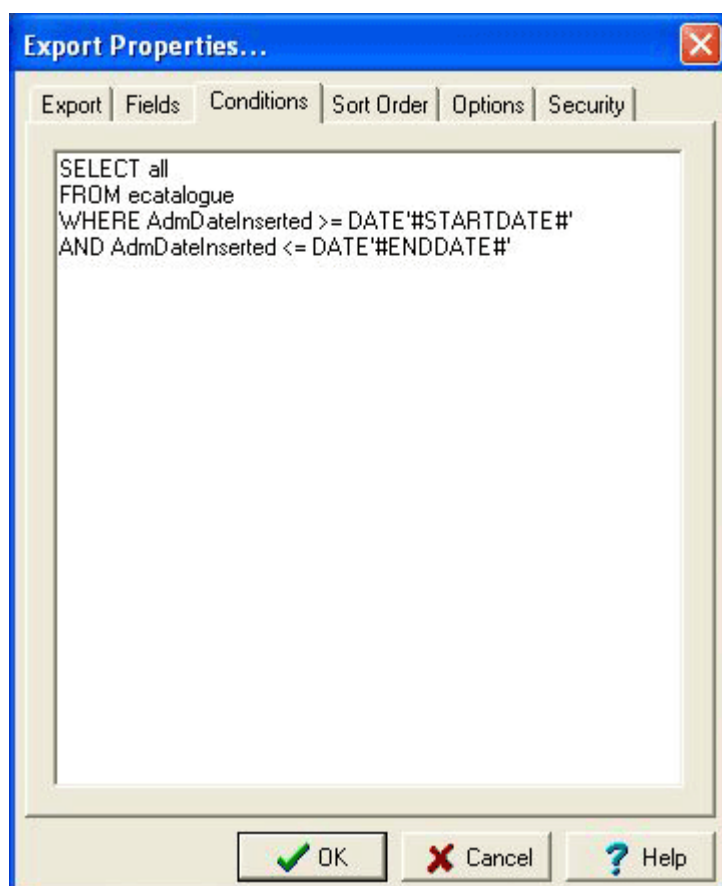 Export Properties...
Export Fields Conditions Sort Order Options Security
SELECT all
FROM ecatalogue
WHERE AdmDateInserted >= DATE'#STARTDATE#'
AND AdmDateInserted <= DATE'#ENDDATE#'
OK Cancel Help